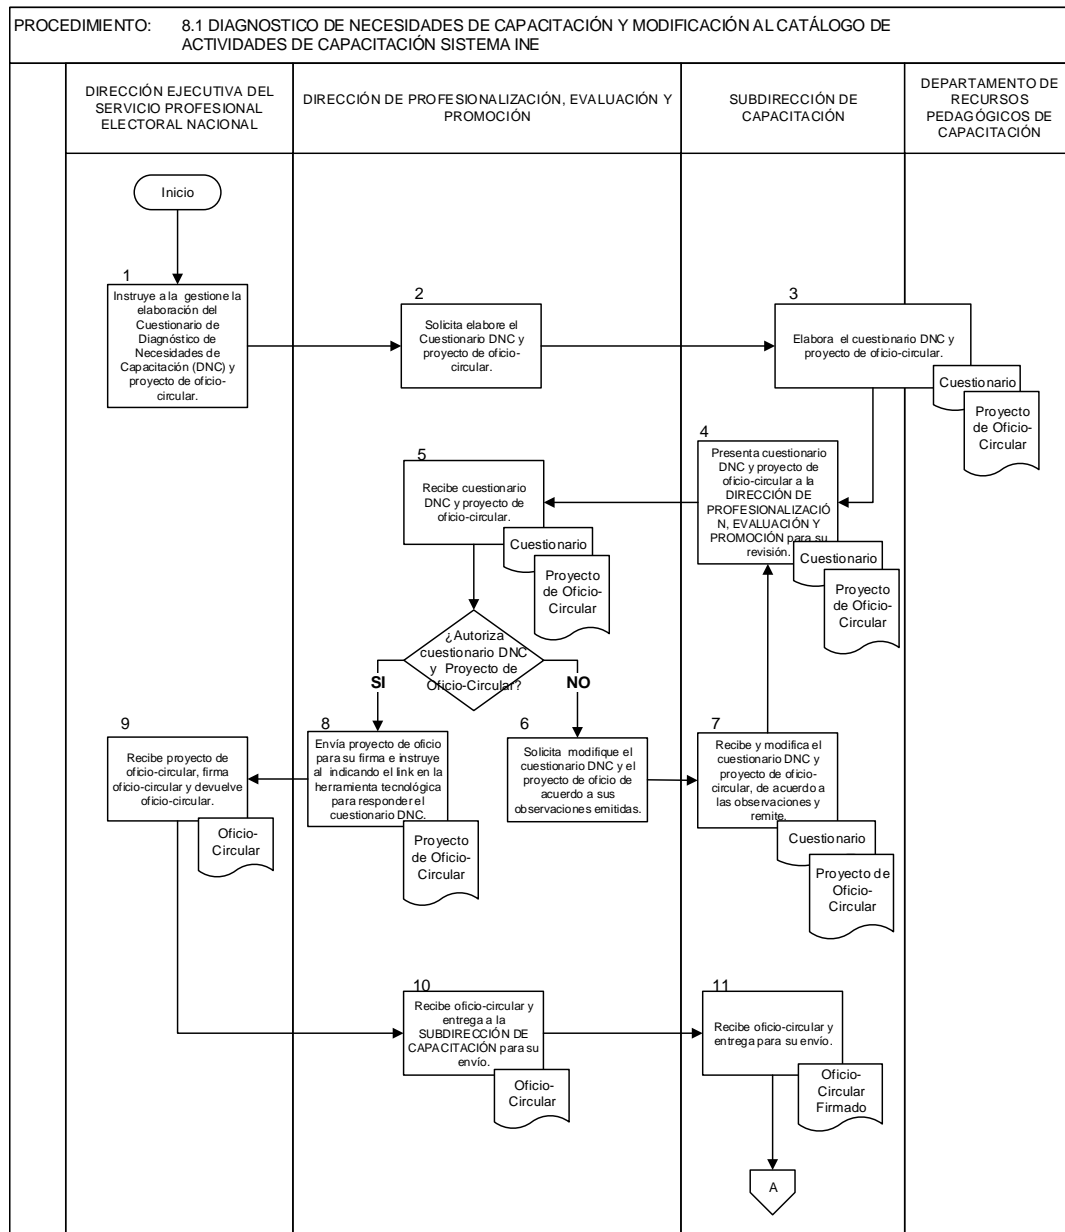 PROCEDIMIENTO: 8.1 DIAGNOSTICO DE NECESIDADES DE CAPACITACIÓN Y MODIFICACIÓN AL CATÁLOGO DE
ACTIVIDADES DE CAPACITACIÓN SISTEMA INE
DIRECCIÓN EJECUTIVA DEL
SERVICIO PROFESIONAL
ELECTORAL NACIONAL
DIRECCIÓN DE PROFESIONALIZACIÓN, EVALUACIÓN Y
PROMOCIÓN
SUBDIRECCIÓN DE
CAPACITACIÓN
DEPARTAMENTO DE
RECURSOS
PEDAGÓGICOS DE
CAPACITACIÓN
Inicio
1
Instruye a la gestione la
elaboración del
Cuestionario de
Diagnóstico de
Necesidades de
Capacitación (DNC) y
proyecto de oficio-
circular.
2
Solicita elabore el
Cuestionario DNC y
proyecto de oficio-
circular.
3
Elabora el cuestionario DNC y
proyecto de oficio-circular.
Cuestionario
Proyecto
de Oficio-
Circular
4
Presenta cuestionario
DNC y proyecto de
oficio-circular a la
DIRECCIÓN DE
PROFESIONALIZACIÓ
N, EVALUACIÓN Y
PROMOCIÓN para su
revisión.
Cuestionario
Proyecto
de Oficio-
Circular
5
Recibe cuestionario
DNC y proyecto de
oficio-circular.
Cuestionario
Proyecto
de Oficio-
Circular
¿Autoriza
cuestionario DNC
y Proyecto de
Oficio-Circular?
SI
NO
6
Solicita modifique el
cuestionario DNC y el
proyecto de oficio de
acuerdo a sus
observaciones emitidas.
7
Recibe y modifica el
cuestionario DNC y
proyecto de oficio-
circular, de acuerdo a
las observaciones y
remite.
Cuestionario
Proyecto de
Oficio-
Circular
8
Envía proyecto de oficio
para su firma e instruye
al indicando el link en la
herramienta tecnológica
para responder el
cuestionario DNC.
Proyecto
de Oficio-
Circular
9
Recibe proyecto de
oficio-circular, firma
oficio-circular y devuelve
oficio-circular.
Oficio-
Circular
10
Recibe oficio-circular y
entrega a la
SUBDIRECCIÓN DE
CAPACITACIÓN para su
envío.
Oficio-
Circular
11
Recibe oficio-circular y
entrega para su envío.
Oficio-
Circular
Firmado
A